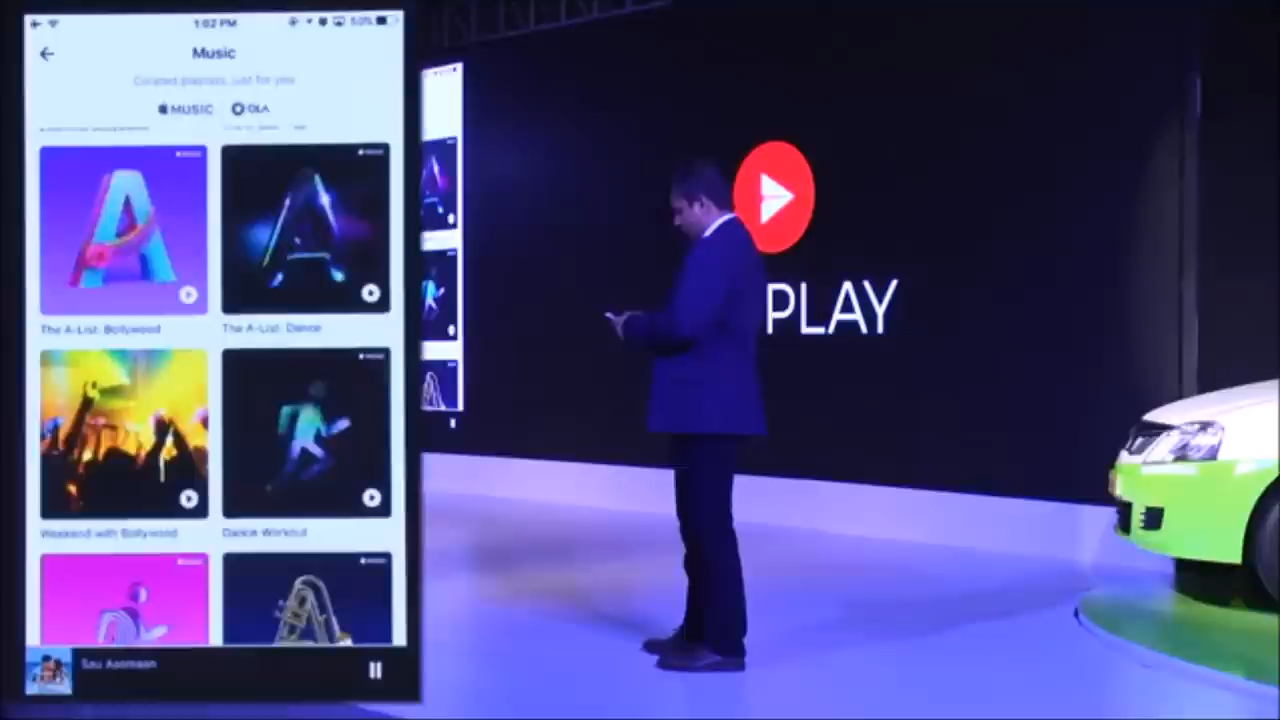 1:02 PM
50%
Music
Curated playlists, just for you
MUSIC OLA
The A-List: Bollywood
The A-List: Dance
Weekend with Bollywood
Dance Workout
Sau Aasmaan
PLAY